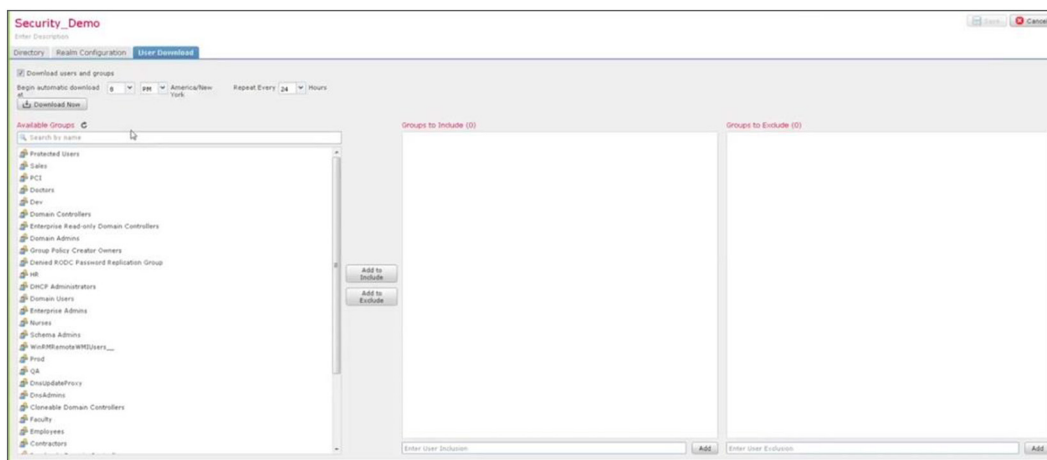 Security_Demo
Save
Cancel
Enter Description
Directory
Realm Configuration
User Download
Download users and groups
Begin automatic download at
8
PM
America/New York
Repeat Every
24
Hours
Download Now
Available Groups
Search by name
Protected Users
Sales
PCI
Doctors
Dev
Domain Controllers
Enterprise Read-only Domain Controllers
Domain Admins
Group Policy Creator Owners
Denied RODC Password Replication Group
HR
DHCP Administrators
Domain Users
Enterprise Admins
Nurses
Schema Admins
WinRMRemoteWMIUsers__
Prod
QA
DnsUpdateProxy
DnsAdmins
Cloneable Domain Controllers
Faculty
Employees
Contractors
Add to Include
Add to Exclude
Groups to Include (0)
Enter User Inclusion
Add
Groups to Exclude (0)
Enter User Exclusion
Add